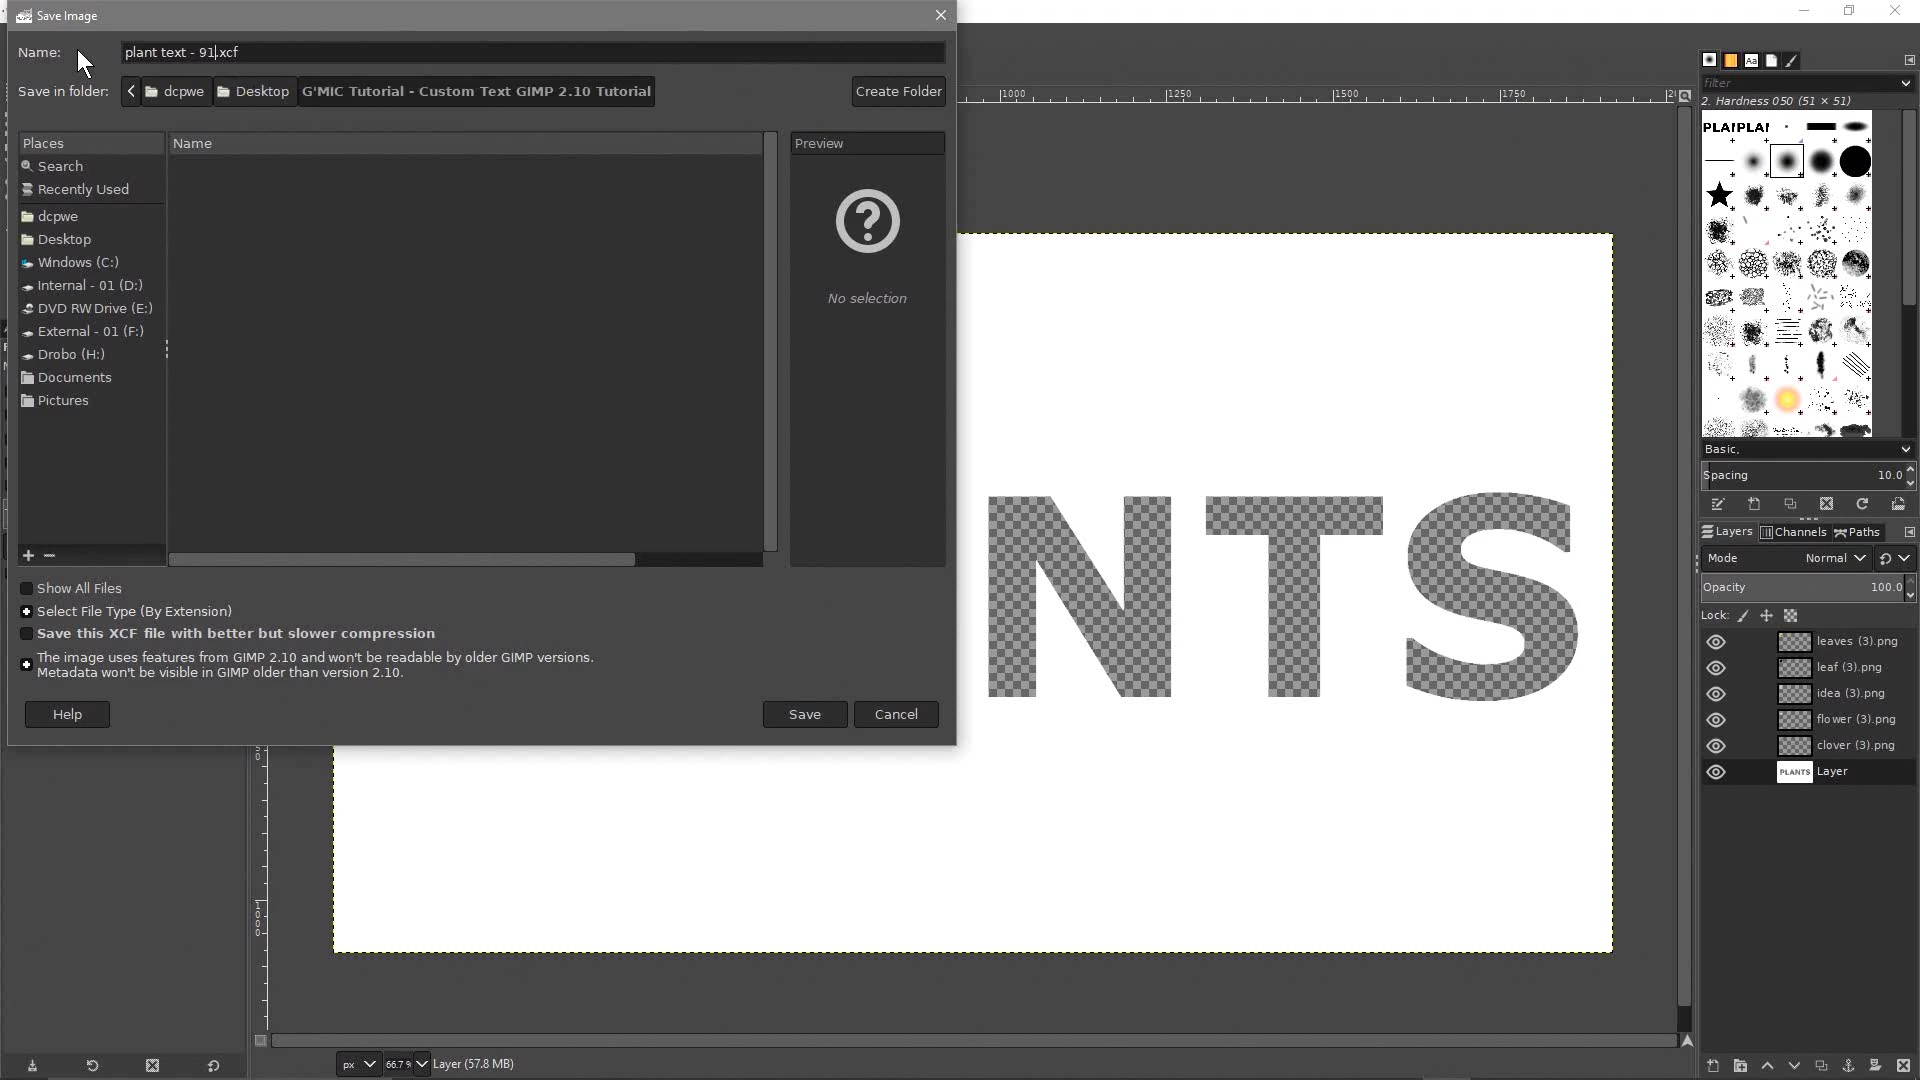 Save Image
Name: plant text - 91.xcf
Save in folder: dcpwe Desktop G'MIC Tutorial - Custom Text GIMP 2.10 Tutorial Create Folder
Places
Name
Preview
Search
Recently Used
dcpwe
Desktop
Windows (C:)
Internal - 01 (D:)
DVD RW Drive (E:)
External - 01 (F:)
Drobo (H:)
Documents
Pictures
No selection
Show All Files
Select File Type (By Extension)
Save this XCF file with better but slower compression
The image uses features from GIMP 2.10 and won't be readable by older GIMP versions.
Metadata won't be visible in GIMP older than version 2.10.
Help
Save
Cancel
1000 1250 1500 1750
NTS
1000
px 66.7 % Layer (57.8 MB)
Aa
filter
2. Hardness 050 (51 × 51)
Basic,
Spacing 10.0
Layers Channels Paths
Mode Normal
Opacity 100.0
Lock:
leaves (3).png
leaf (3).png
idea (3).png
flower (3).png
clover (3).png
PLANTS Layer